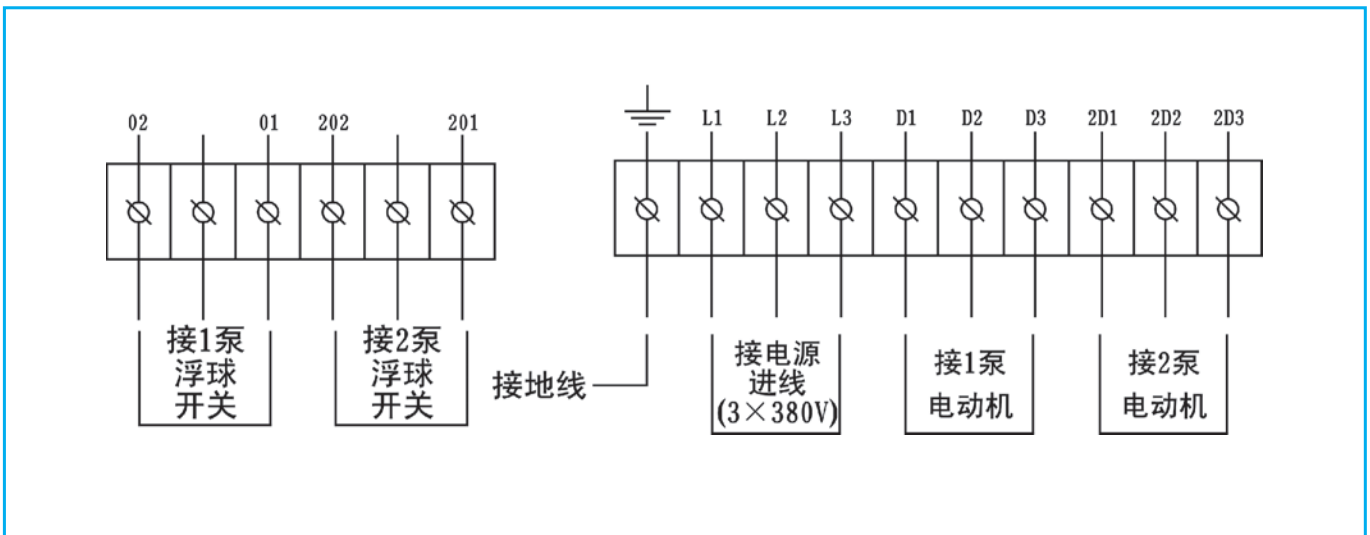 02 01 202 201
L1 L2 L3 D1 D2 D3 2D1 2D2 2D3
接1泵
浮球
开关
接2泵
浮球
开关
接地线
接电源
进线
(3×380V)
接1泵
电动机
接2泵
电动机